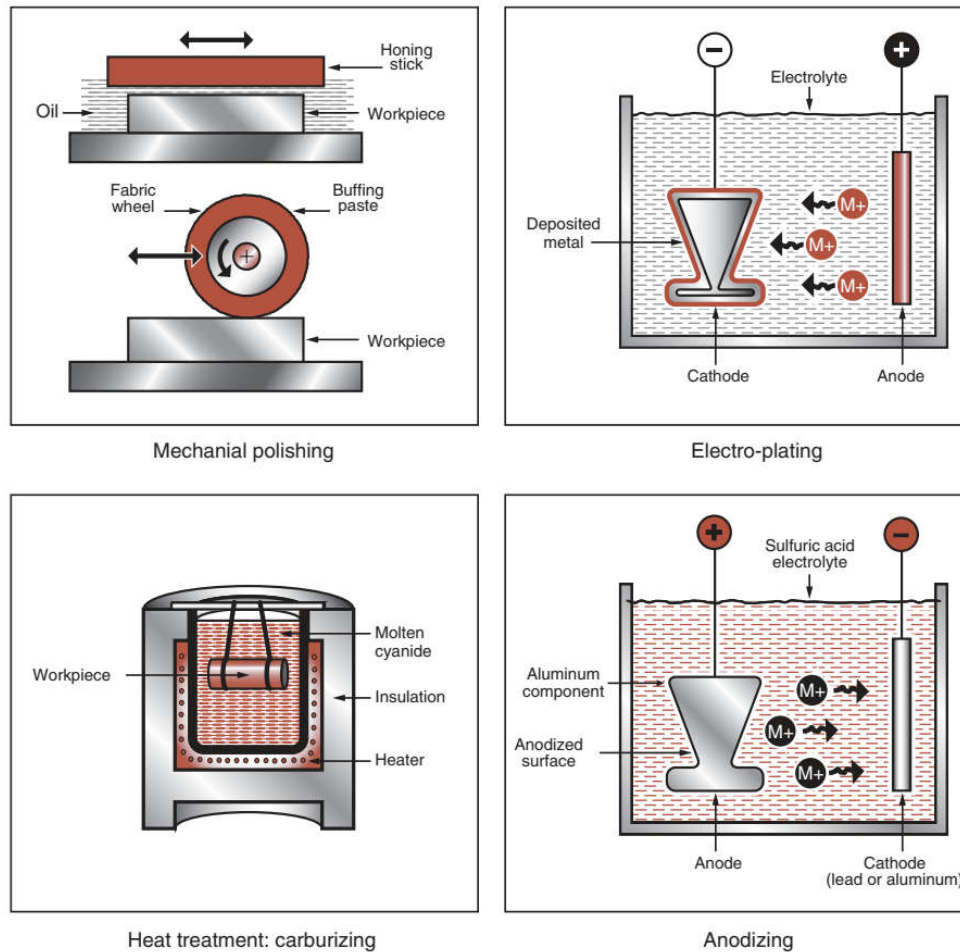 Honing
stick
Oil
Workpiece
Fabric
wheel
Buffing
paste
Workpiece
Mechanial polishing
−
+
Electrolyte
Deposited
metal
M+
M+
M+
Cathode
Anode
Electro-plating
Molten
cyanide
Workpiece
Insulation
Heater
Heat treatment: carburizing
+
−
Sulfuric acid
electrolyte
Aluminum
component
Anodized
surface
M+
M+
M+
Anode
Cathode
(lead or aluminum)
Anodizing